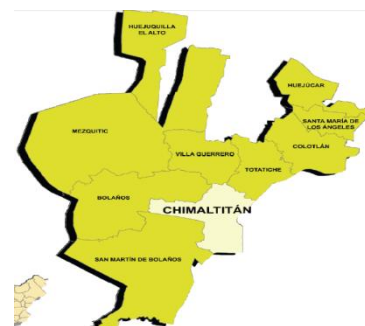 HUEJUQUILLA
EL ALTO
HUEJÚCAR
MEZQUITIC
SANTA MARÍA DE
LOS ÁNGELES
COLOTLÁN
VILLA GUERRERO
TOTATICHE
BOLAÑOS
CHIMALTITÁN
SAN MARTÍN DE BOLAÑOS